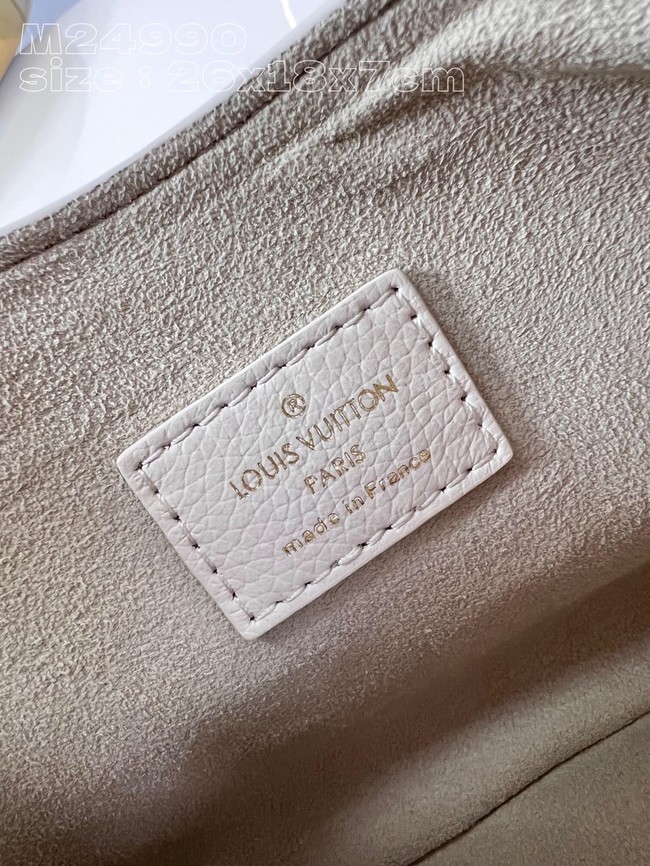 M24990
size : 26x18x7cm
®
LOUIS VUITTON
PARIS
made in France